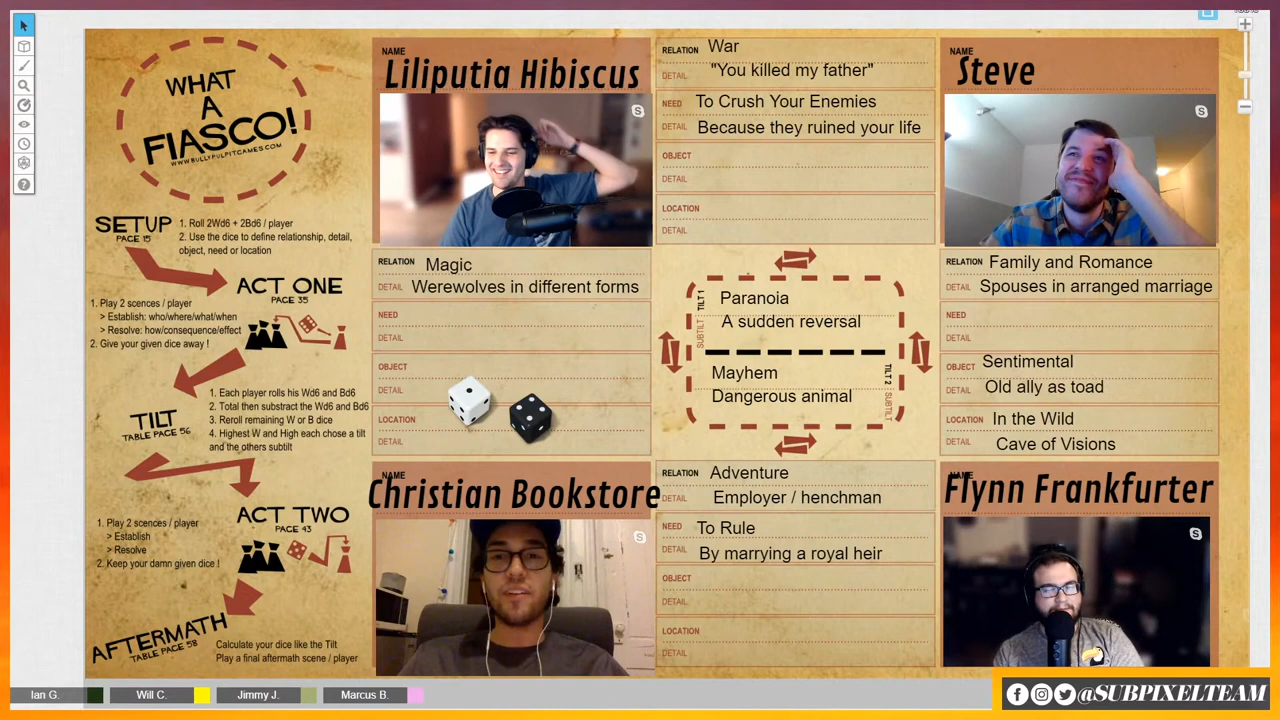 WHAT
A
FIASCO!
WWW.BULLYPULPITGAMES.COM
SETUP
PAGE 15
1. Roll 2Wd6 + 2Bd6 / player
2. Use the dice to define relationship, detail,
object, need or location
ACT ONE
PAGE 35
1. Play 2 scences / player
> Establish: who/where/what/when
> Resolve: how/consequence/effect
2. Give your given dice away !
TILT
TABLE PAGE 56
1. Each player rolls his Wd6 and Bd6
2. Total then substract the Wd6 and Bd6
3. Reroll remaining W or B dice
4. Highest W and High each chose a tilt
and the others subtilt
ACT TWO
PAGE 43
1. Play 2 scences / player
> Establish
> Resolve
2. Keep your damn given dice !
AFTERMATH
TABLE PAGE 58
Calculate your dice like the Tilt
Play a final aftermath scene / player
NAME
Liliputia Hibiscus
RELATION War
DETAIL "You killed my father"
NEED To Crush Your Enemies
DETAIL Because they ruined your life
OBJECT
DETAIL
LOCATION
DETAIL
NAME
Steve
RELATION Magic
DETAIL Werewolves in different forms
NEED
DETAIL
OBJECT
DETAIL
LOCATION
DETAIL
TILT 1
SUBTILT
Paranoia
A sudden reversal
Mayhem
Dangerous animal
TILT 2
SUBTILT
RELATION Family and Romance
DETAIL Spouses in arranged marriage
NEED
DETAIL
OBJECT Sentimental
DETAIL Old ally as toad
LOCATION In the Wild
DETAIL Cave of Visions
NAME
Christian Bookstore
RELATION Adventure
DETAIL Employer / henchman
NEED To Rule
DETAIL By marrying a royal heir
OBJECT
DETAIL
LOCATION
DETAIL
NAME
Flynn Frankfurter
Ian G.
Will C.
Jimmy J.
Marcus B.
@SUBPIXELTEAM